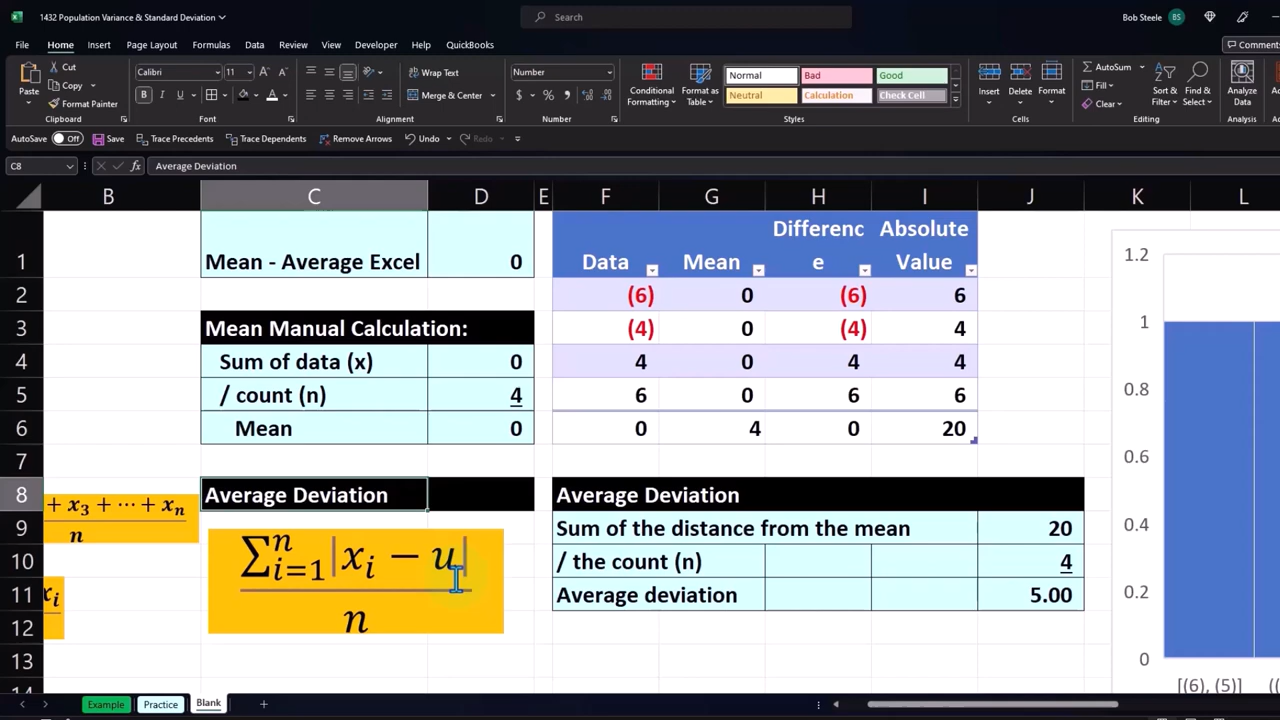 1432 Population Variance & Standard Deviation
Search
Bob Steele BS
File Home Insert Page Layout Formulas Data Review View Automate Developer Help QuickBooks
Comments
Paste
Cut
Copy
Format Painter
Clipboard
Calibri 11
B I U
Font
Wrap Text
Merge & Center
Alignment
Number
$ % 9
Number
Conditional Formatting
Format as Table
Normal Bad Good
Neutral Calculation Check Cell
Styles
Insert Delete Format
Cells
AutoSum
Fill
Clear
Sort & Filter
Find & Select
Editing
Analyze Data
Analysis
AutoSave Off Save Trace Precedents Trace Dependents Remove Arrows Undo Redo
C8 fx Average Deviation
B C D E F G H I J K L
1 Mean - Average Excel 0 Data Mean Differenc e Absolute Value
2 (6) 0 (6) 6
3 Mean Manual Calculation: (4) 0 (4) 4
4 Sum of data (x) 0 4 0 4 4
5 / count (n) 4 6 0 6 6
6 Mean 0 0 4 0 20
7
8 Average Deviation Average Deviation
9 Sum of the distance from the mean 20
10 / the count (n) 4
11 Average deviation 5.00
12
13
14
+ x₃ + ⋯ + xₙ
n
xᵢ
∑ⁿᵢ₌₁ |xᵢ − u|
n
1.2
1
0.8
0.6
0.4
0.2
0
[(6), (5)]
Example Practice Blank